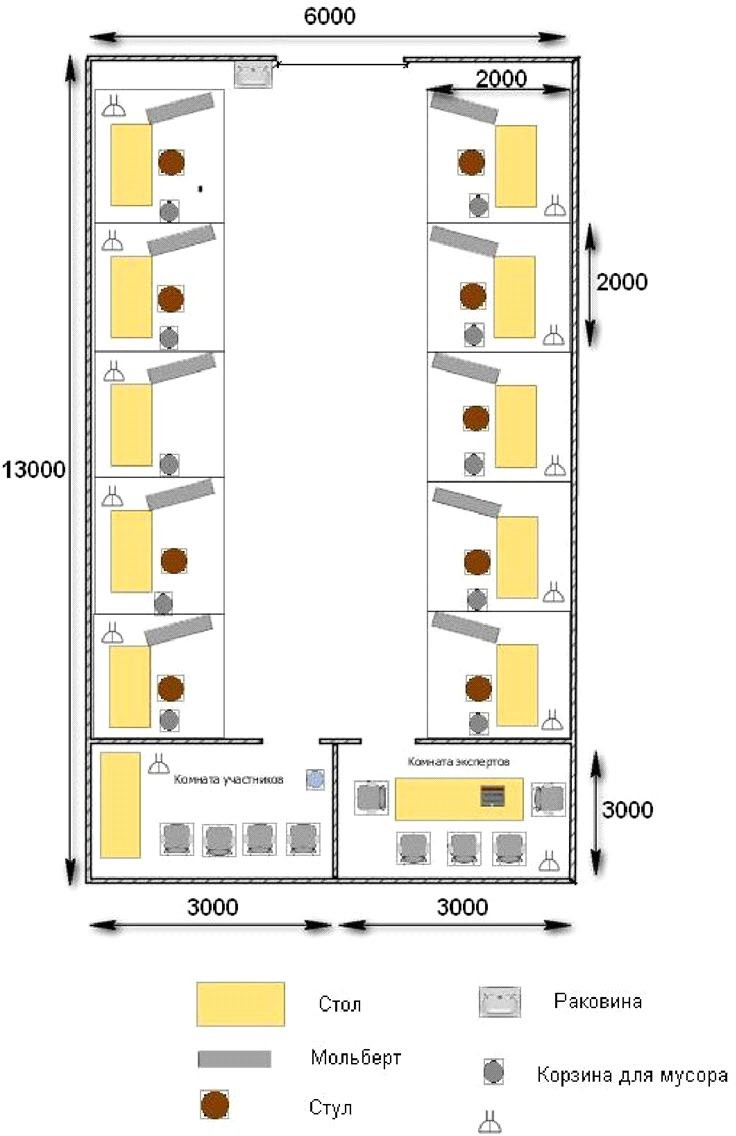 6000
2000
2000
13000
Комната участников
Комната экспертов
3000
3000
3000
Стол
Раковина
Мольберт
Корзина для мусора
Стул